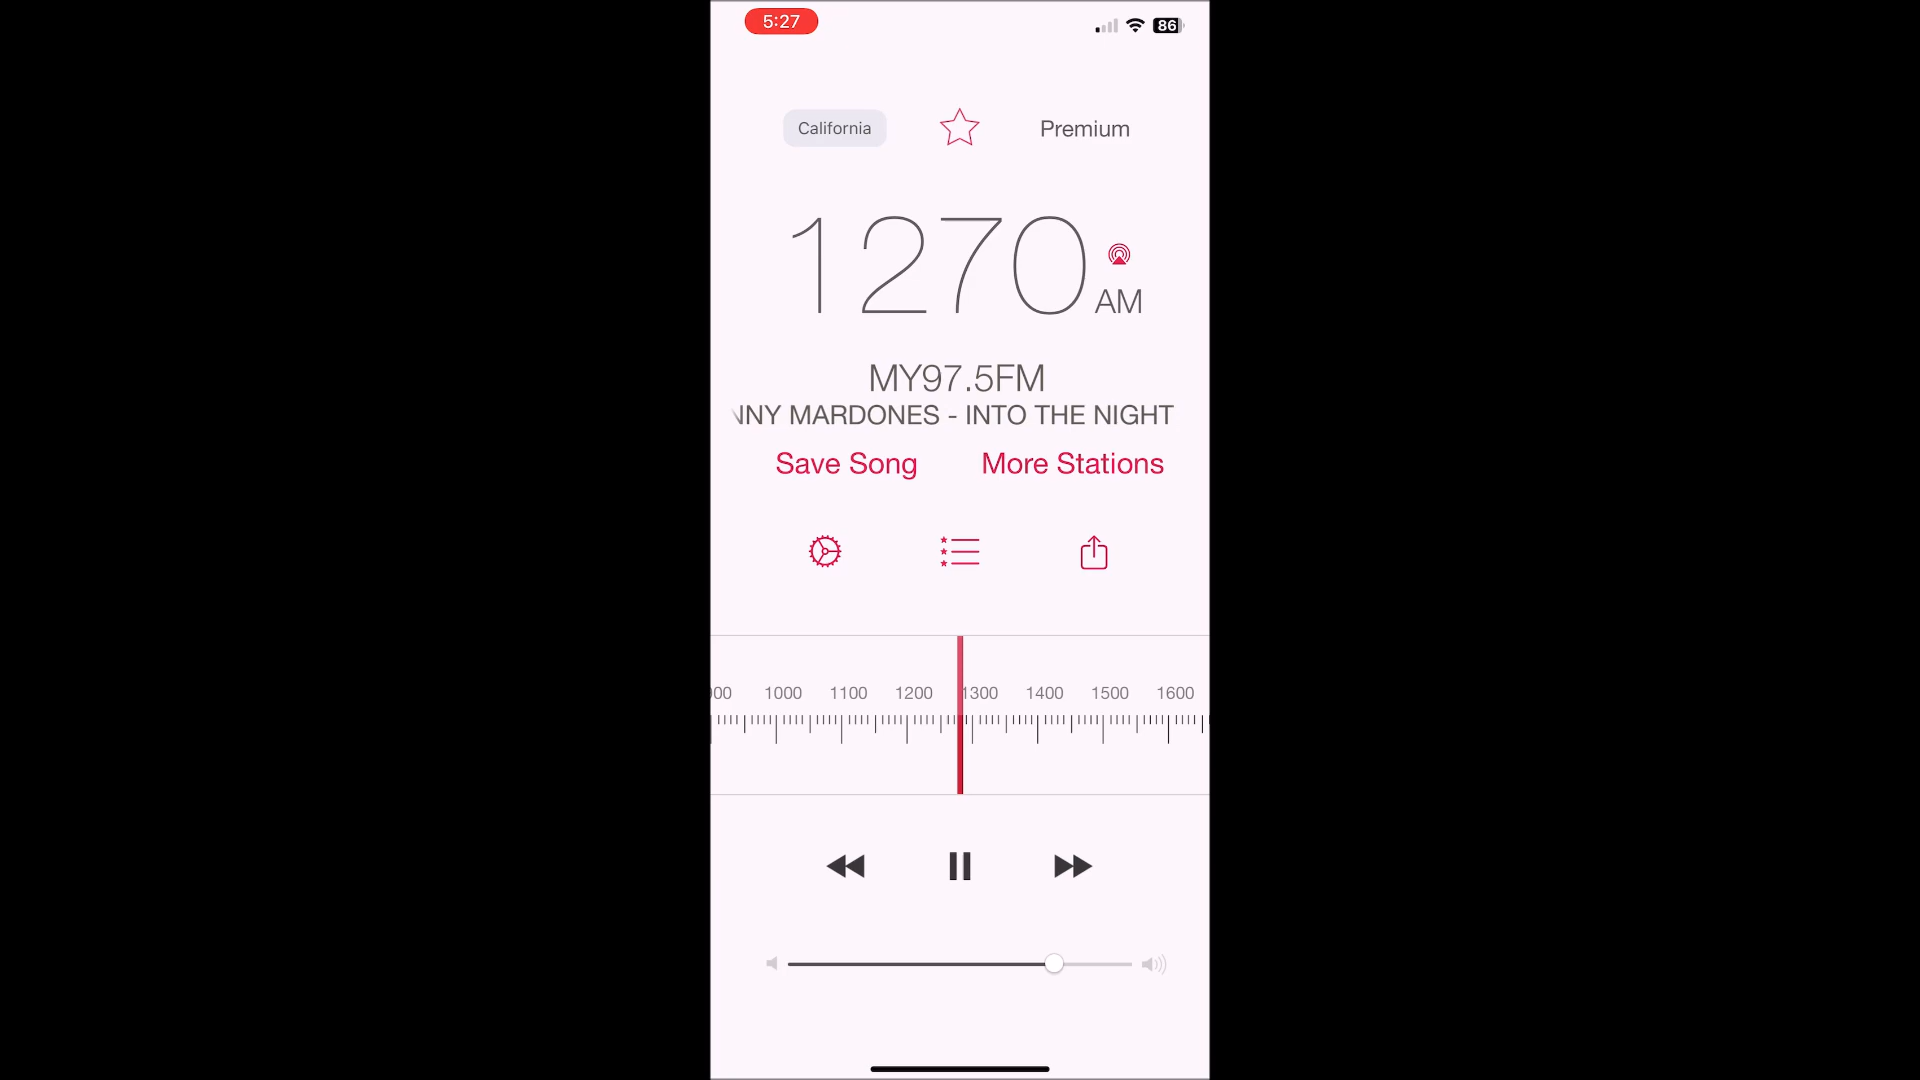 5:27
86
California
Premium
1270
AM
MY97.5FM
NNY MARDONES - INTO THE NIGHT
Save Song
More Stations
1000 1100 1200 1300 1400 1500 1600